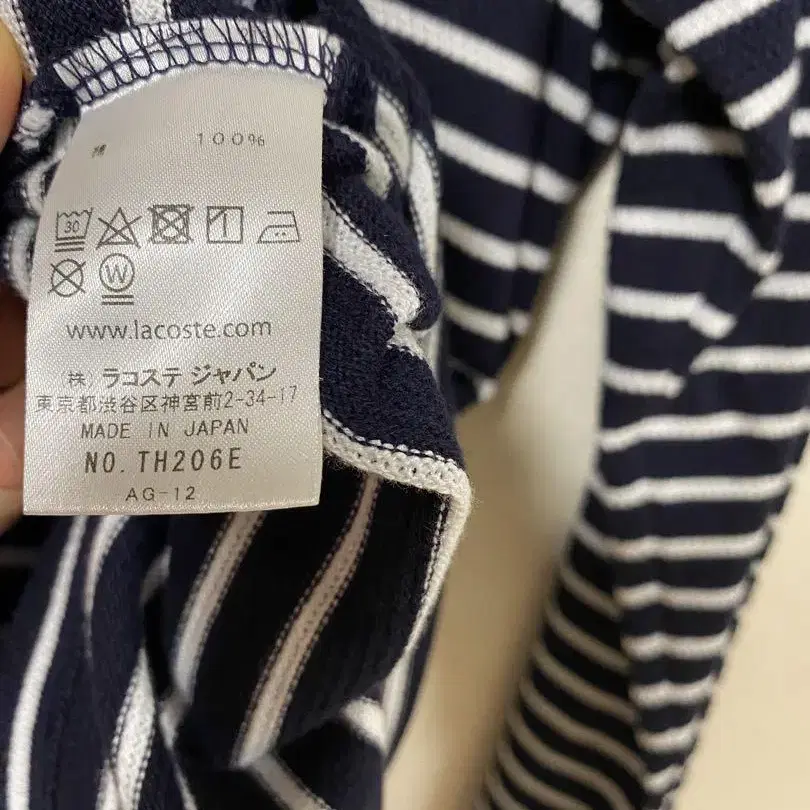 綿 100%
30
W
www.lacoste.com
株) ラコステ ジャパン
東京都渋谷区神宮前2-34-17
MADE IN JAPAN
NO. TH206E
AG-12